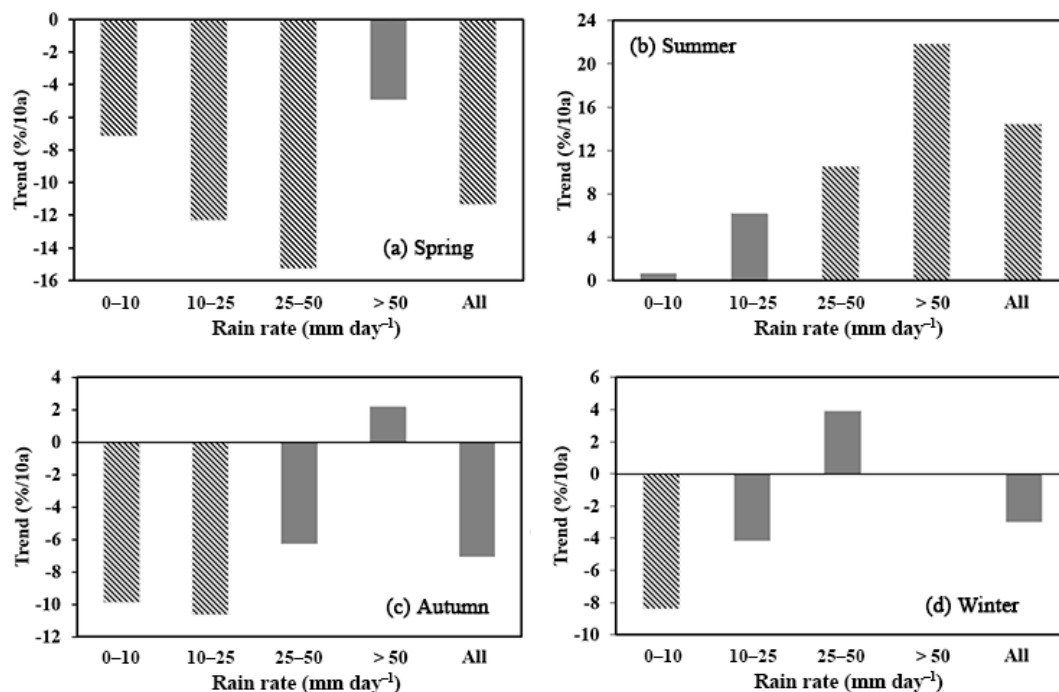 0
-2
-4
-6
-8
-10
-12
-14
-16
Trend (%/10a)
(a) Spring
0–10 10–25 25–50 > 50 All
Rain rate (mm day⁻¹)
24
20
16
12
8
4
0
Trend (%/10a)
(b) Summer
0–10 10–25 25–50 > 50 All
Rain rate (mm day⁻¹)
4
2
0
-2
-4
-6
-8
-10
-12
Trend (%/10a)
(c) Autumn
0–10 10–25 25–50 > 50 All
Rain rate (mm day⁻¹)
6
4
2
0
-2
-4
-6
-8
-10
Trend (%/10a)
(d) Winter
0–10 10–25 25–50 > 50 All
Rain rate (mm day⁻¹)